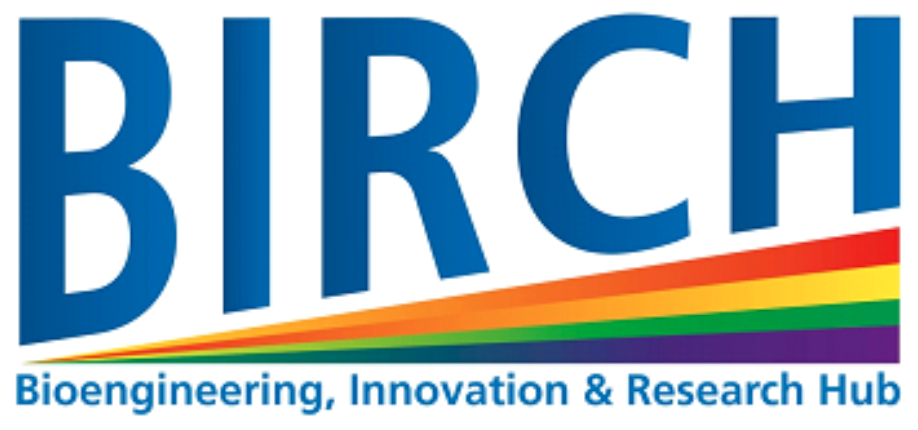 BIRCH
Bioengineering, Innovation & Research Hub